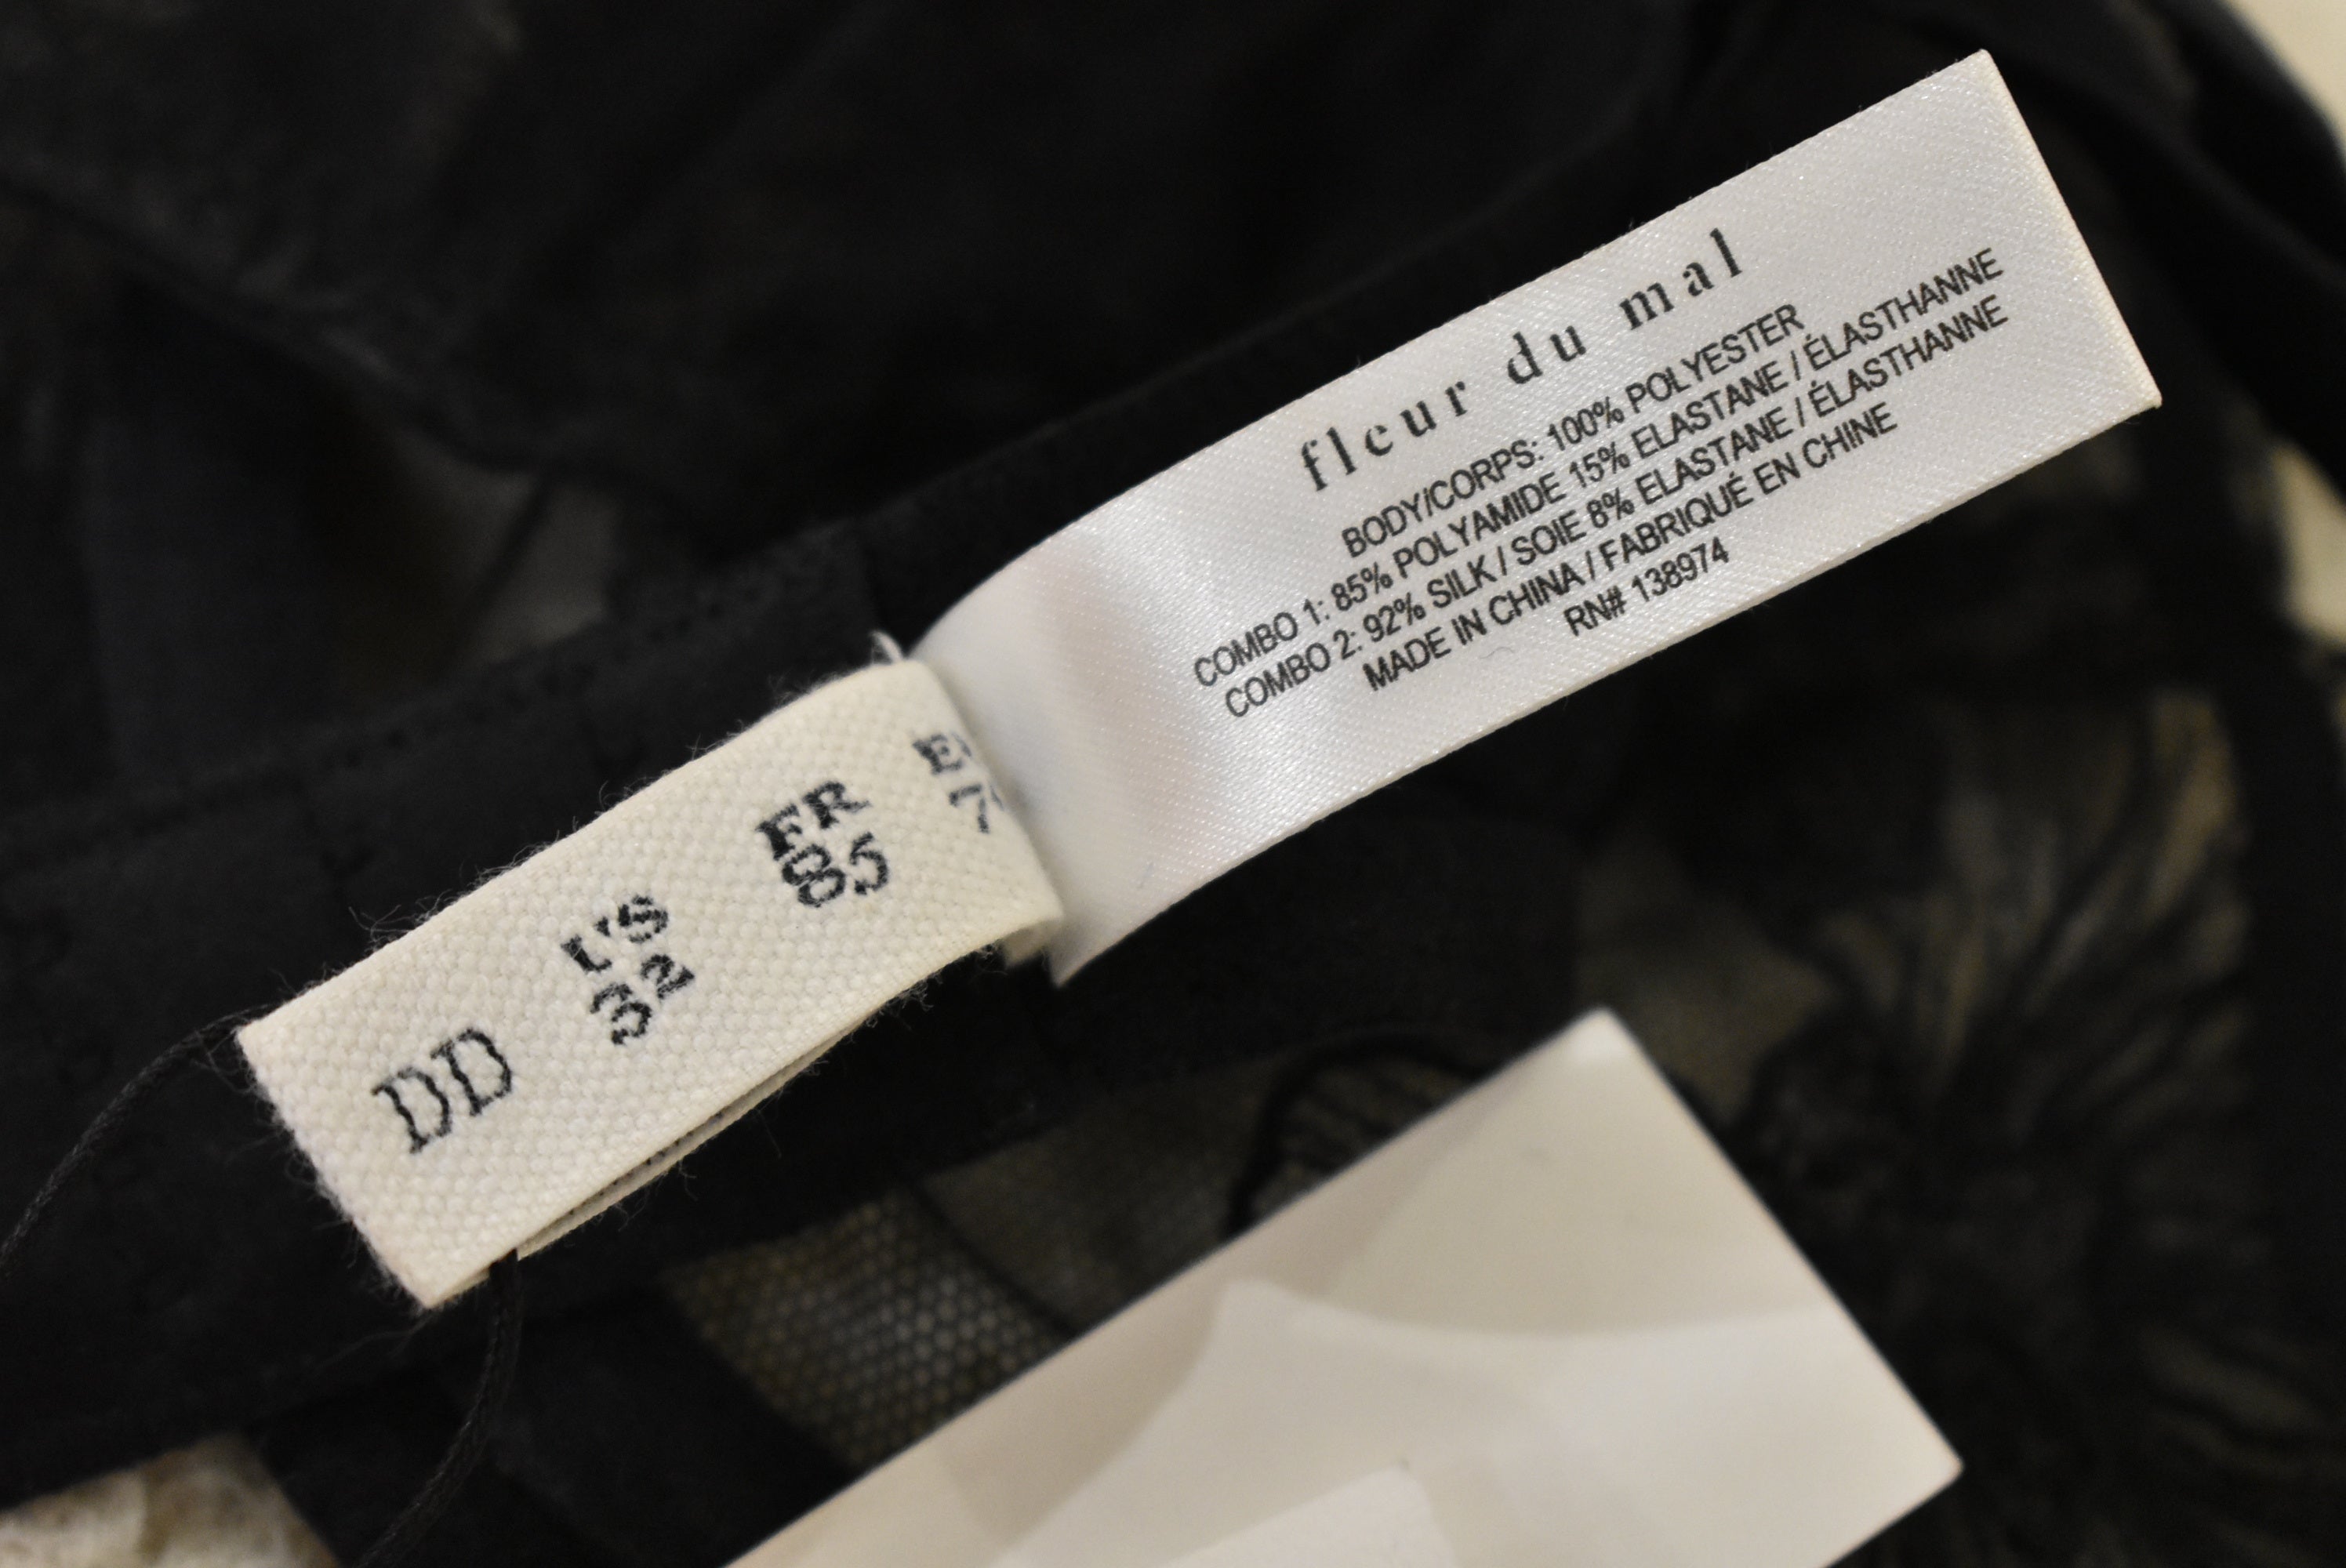 fleur du mal
BODY/CORPS: 100% POLYESTER
COMBO 1: 85% POLYAMIDE 15% ELASTANE / ÉLASTHANNE
COMBO 2: 92% SILK / SOIE 8% ELASTANE / ÉLASTHANNE
MADE IN CHINA / FABRIQUÉ EN CHINE
RN# 138974
DD
US
32
FR
85